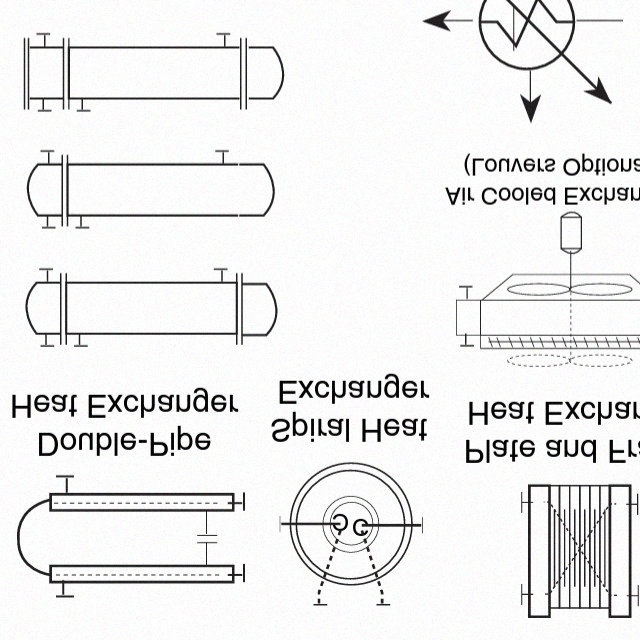 Double-Pipe
Heat Exchanger
Spiral Heat
Exchanger
Plate and Fra
Heat Exchan
Air Cooled Exchan
(Louvers Optiona